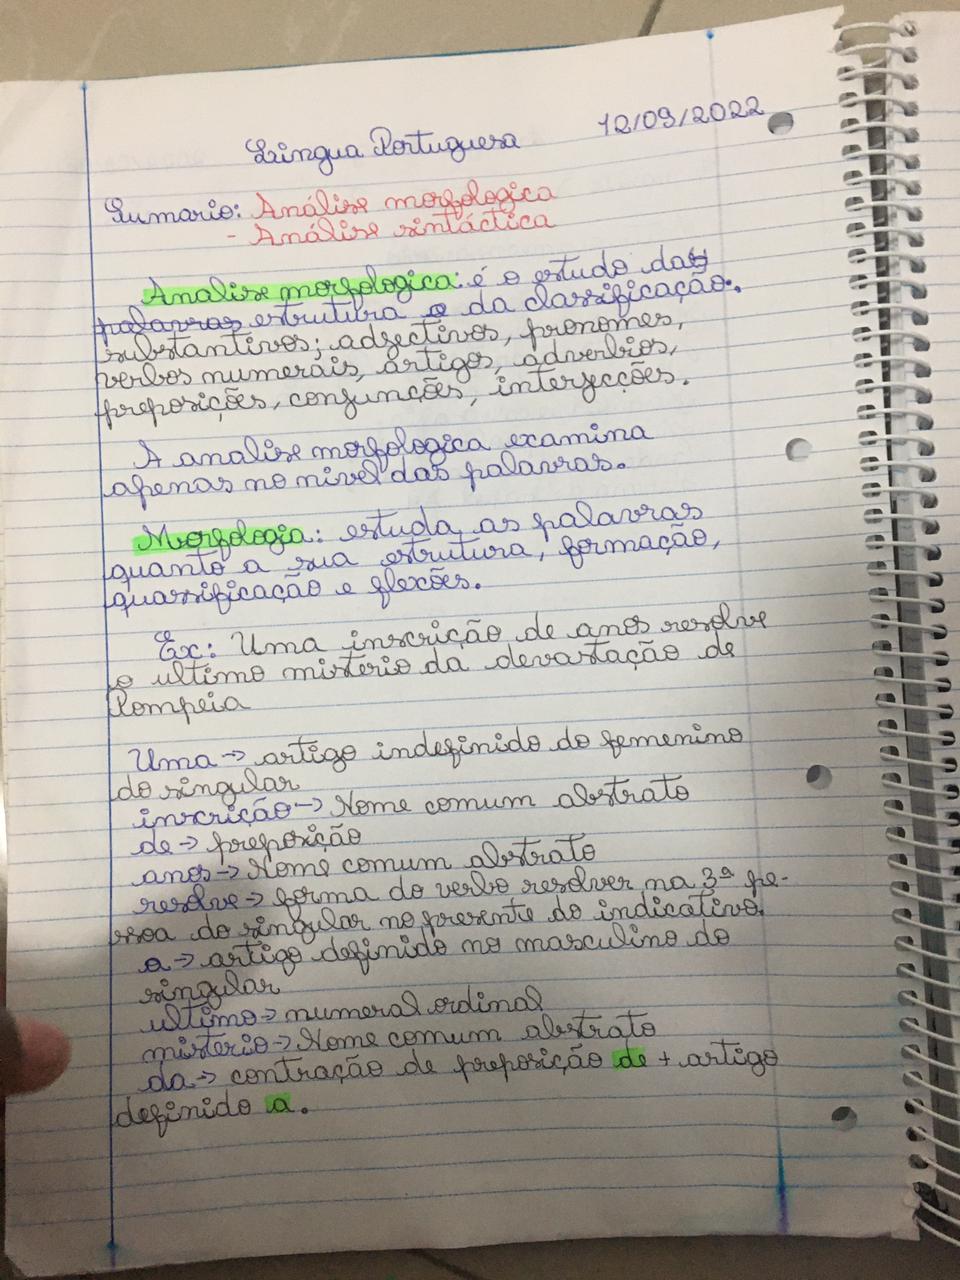 Lingua Portuguesa 12/09/2022
Sumario: Análise morfologica
- Análise sintáctica
Analise morfologica: é o estudo das
palavras estrutura e da classificação.
substantivos; adjectivos, pronomes,
verbos numerais, artigos, adverbios,
preposições, conjunções, interjecções.
A analise morfologica examina
apenas no nivel das palavras.
Morfologia: estuda as palavras
quanto a sua estrutura, formação,
quassificação e flexões.
Ex: Uma inscrição de anos resolve
o ultimo mistério da devastação de
Pompeia
Uma → artigo indefinido do femenino
do singular
inscrição → Nome comum abstrato
de → preposição
anos → Nome comum abstrato
resolve → forma do verbo resolver na 3ª pe-
ssoa do singular no presente do indicativo.
o → artigo definido no masculino do
singular
ultimo → numeral ordinal
misterio → Nome comum abstrato
da → contração de preposição de + artigo
definido a.